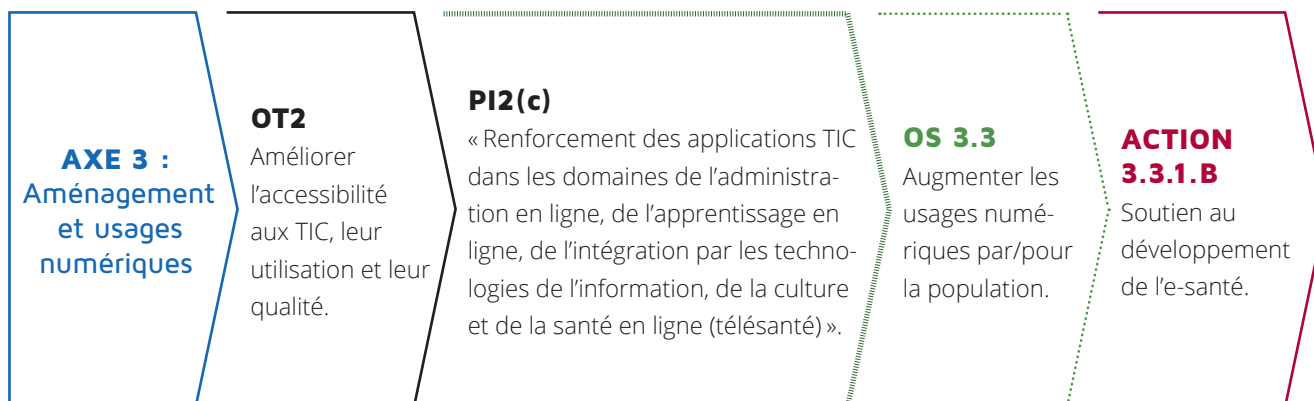 AXE 3 :
Aménagement
et usages
numériques
OT2
Améliorer
l’accessibilité
aux TIC, leur
utilisation et leur
qualité.
PI2(c)
« Renforcement des applications TIC
dans les domaines de l’administra-
tion en ligne, de l’apprentissage en
ligne, de l’intégration par les techno-
logies de l’information, de la culture
et de la santé en ligne (télésanté) ».
OS 3.3
Augmenter les
usages numé-
riques par/pour
la population.
ACTION
3.3.1.B
Soutien au
développement
de l’e-santé.